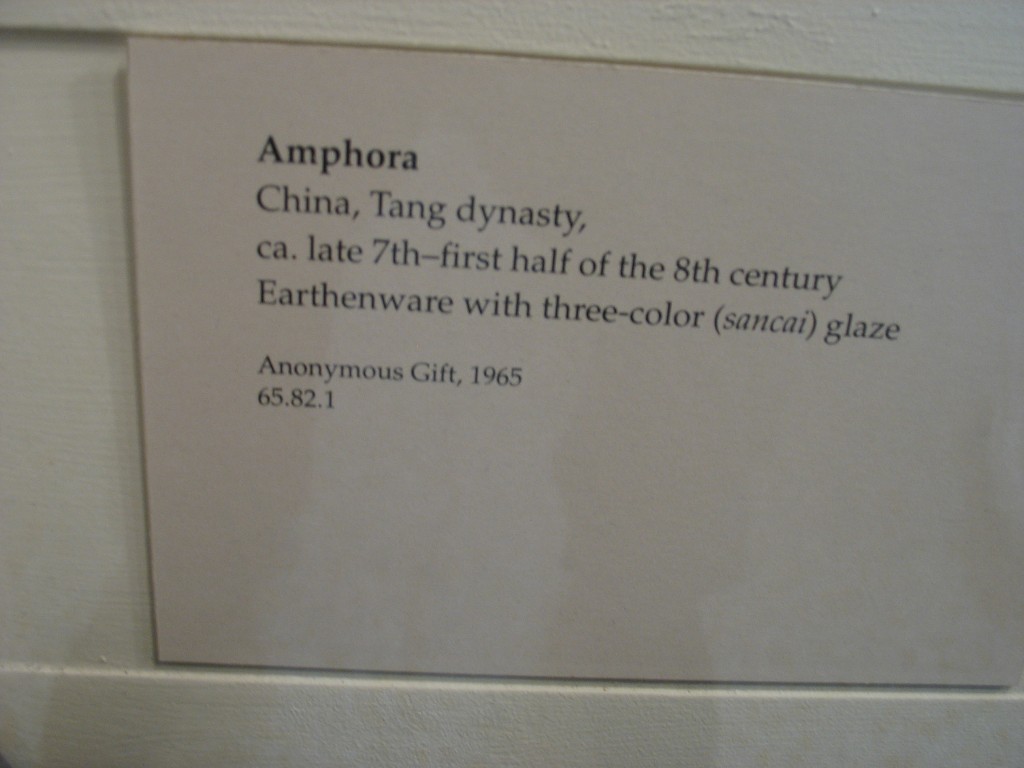 Amphora
China, Tang dynasty,
ca. late 7th–first half of the 8th century
Earthenware with three-color (sancai) glaze
Anonymous Gift, 1965
65.82.1